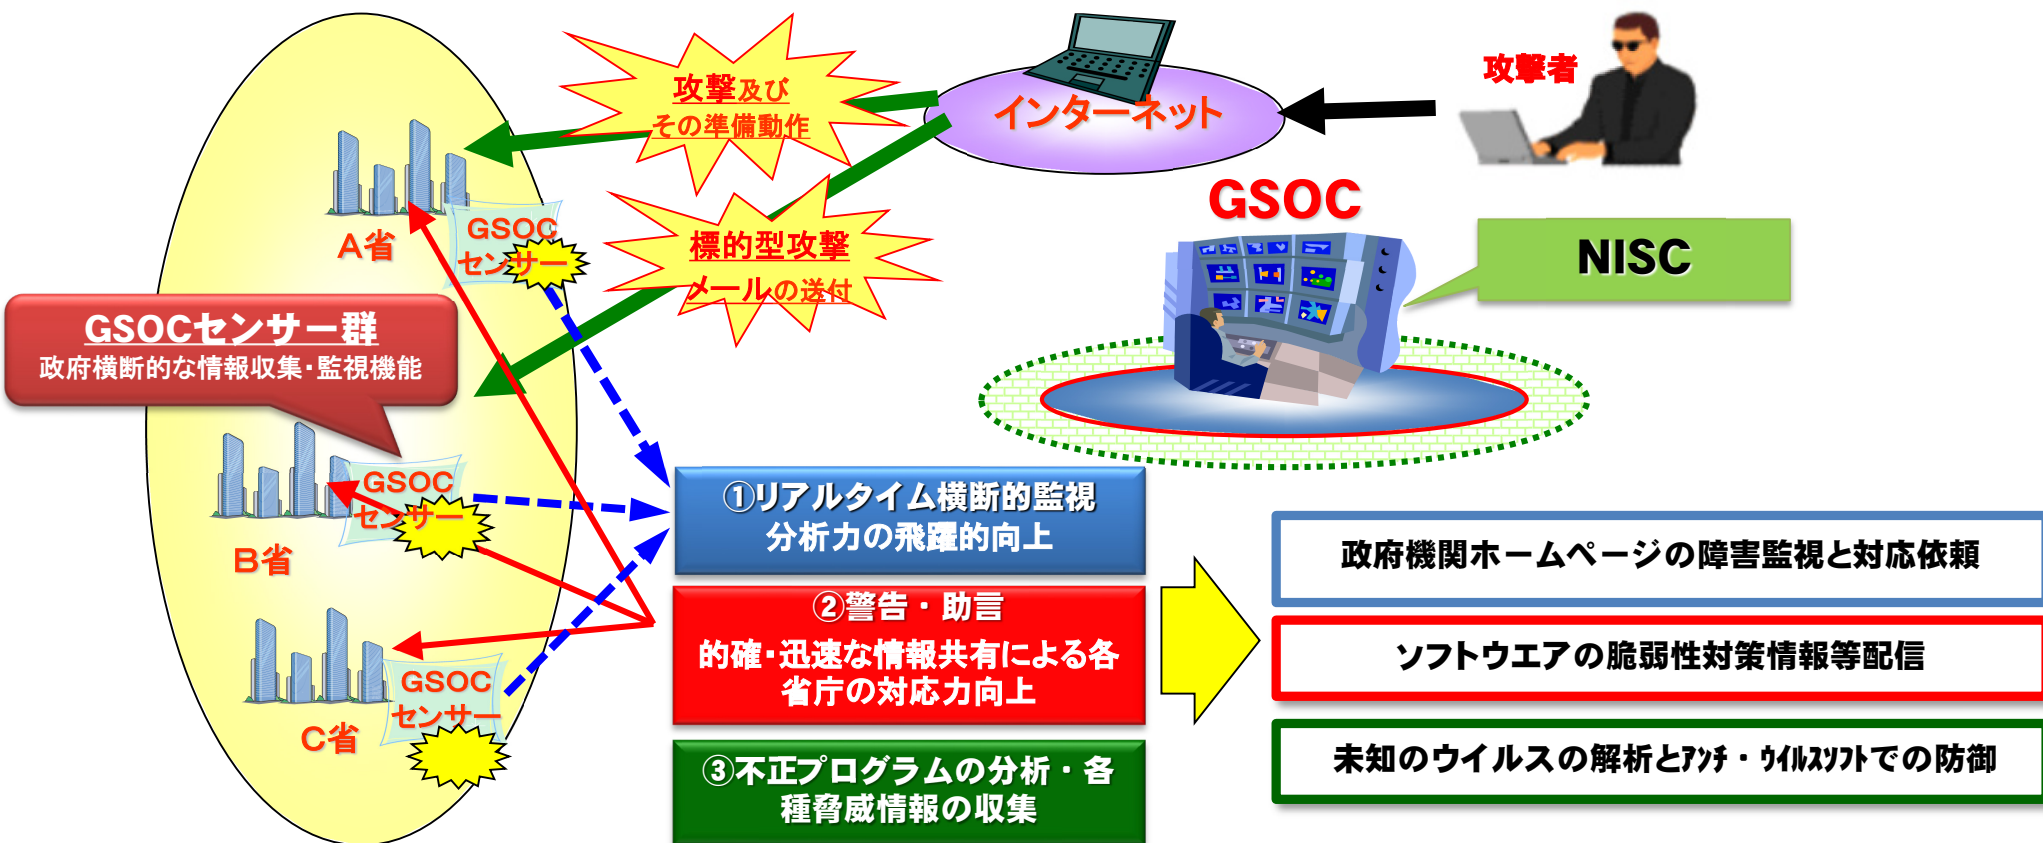 攻撃及び
その準備動作
インターネット
攻撃者
GSOC
NISC
A省
GSOC
センサー
標的型攻撃
メールの送付
GSOCセンサー群
政府横断的な情報収集・監視機能
GSOC
センサー
B省
GSOC
センサー
C省
①リアルタイム横断的監視
分析力の飛躍的向上
②警告・助言
的確・迅速な情報共有による各
省庁の対応力向上
③不正プログラムの分析・各
種脅威情報の収集
政府機関ホームページの障害監視と対応依頼
ソフトウエアの脆弱性対策情報等配信
未知のウイルスの解析とｱﾝﾁ・ｳｲﾙｽｿﾌﾄでの防御